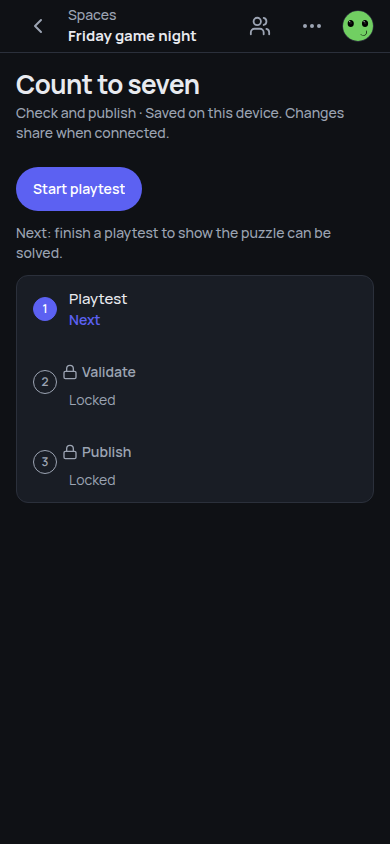 Spaces
Friday game night
Count to seven
Check and publish · Saved on this device. Changes
share when connected.
Start playtest
Next: finish a playtest to show the puzzle can be
solved.
1
Playtest
Next
2
Validate
Locked
3
Publish
Locked